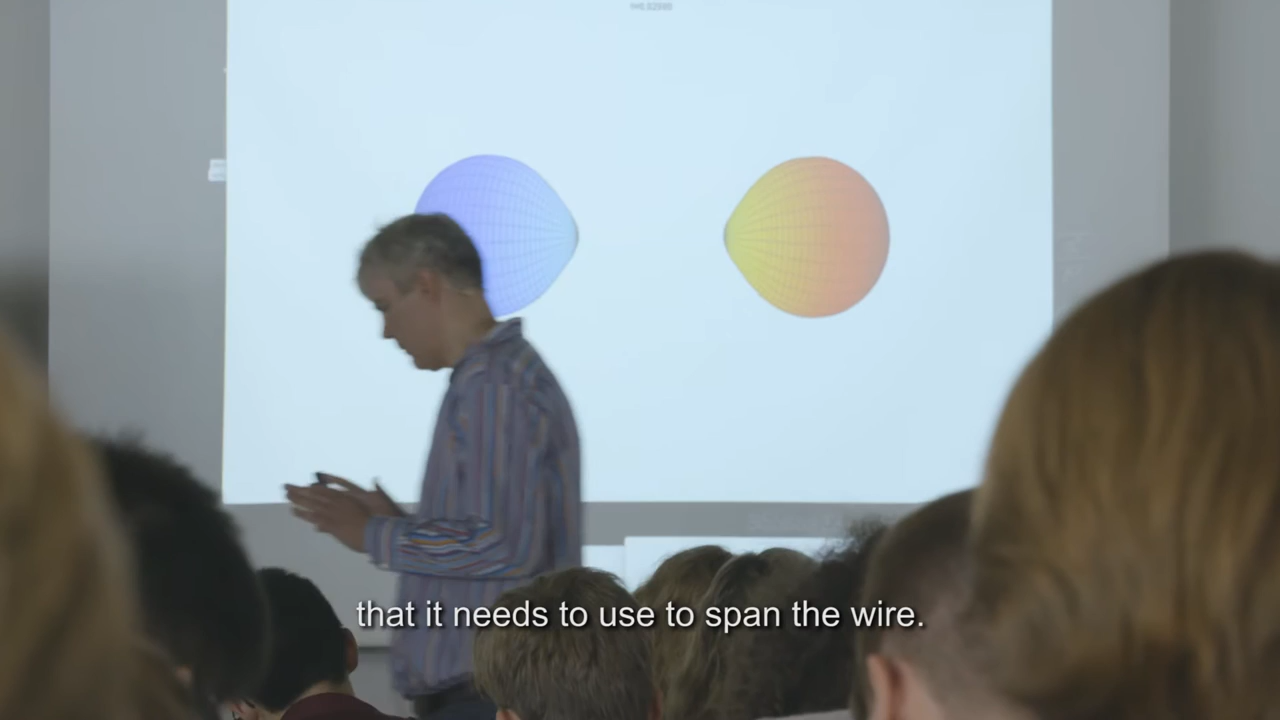 that it needs to use to span the wire.